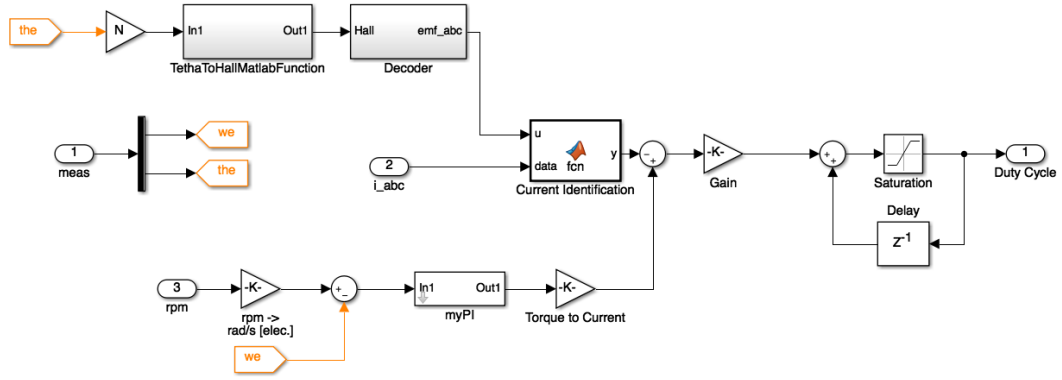 the
N
In1
Out1
TethaToHallMatlabFunction
Hall
emf_abc
Decoder
we
the
1
meas
2
i_abc
u
data
y
fcn
Current Identification
-K-
Gain
Saturation
1
Duty Cycle
Delay
Z-1
3
rpm
-K-
rpm ->
rad/s [elec.]
In1
Out1
myPI
-K-
Torque to Current
we